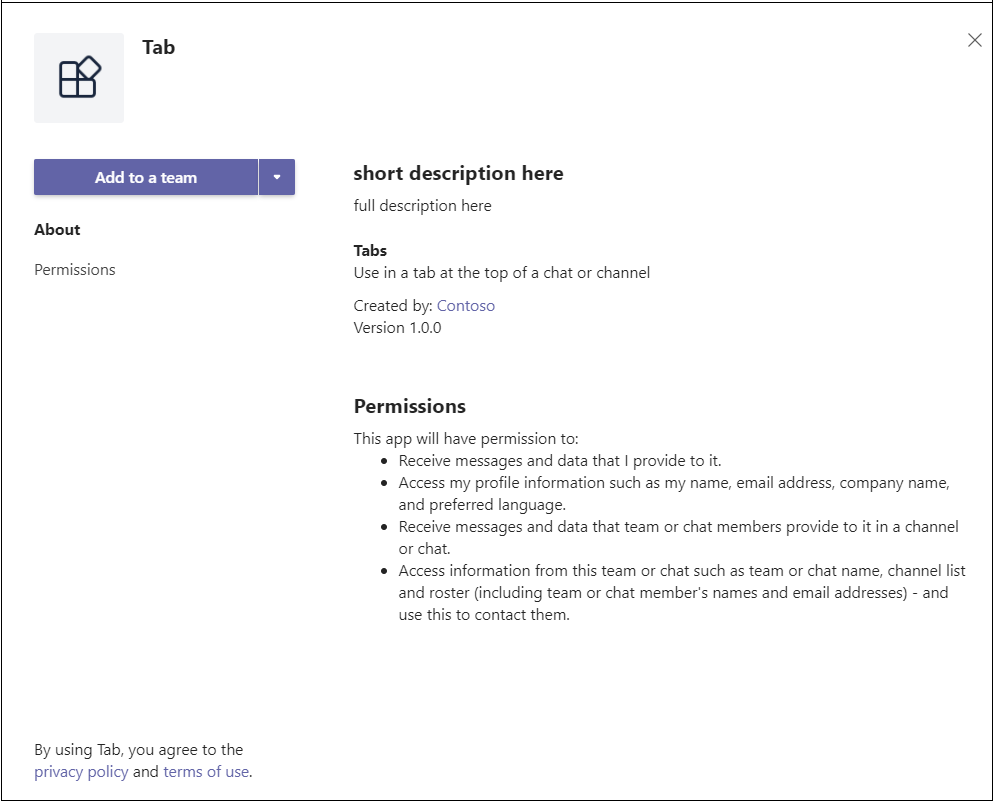 Tab
Add to a team
About
Permissions
short description here
full description here
Tabs
Use in a tab at the top of a chat or channel
Created by: Contoso
Version 1.0.0
Permissions
This app will have permission to:
• Receive messages and data that I provide to it.
• Access my profile information such as my name, email address, company name,
and preferred language.
• Receive messages and data that team or chat members provide to it in a channel
or chat.
• Access information from this team or chat such as team or chat name, channel list
and roster (including team or chat member's names and email addresses) - and
use this to contact them.
By using Tab, you agree to the
privacy policy and terms of use.